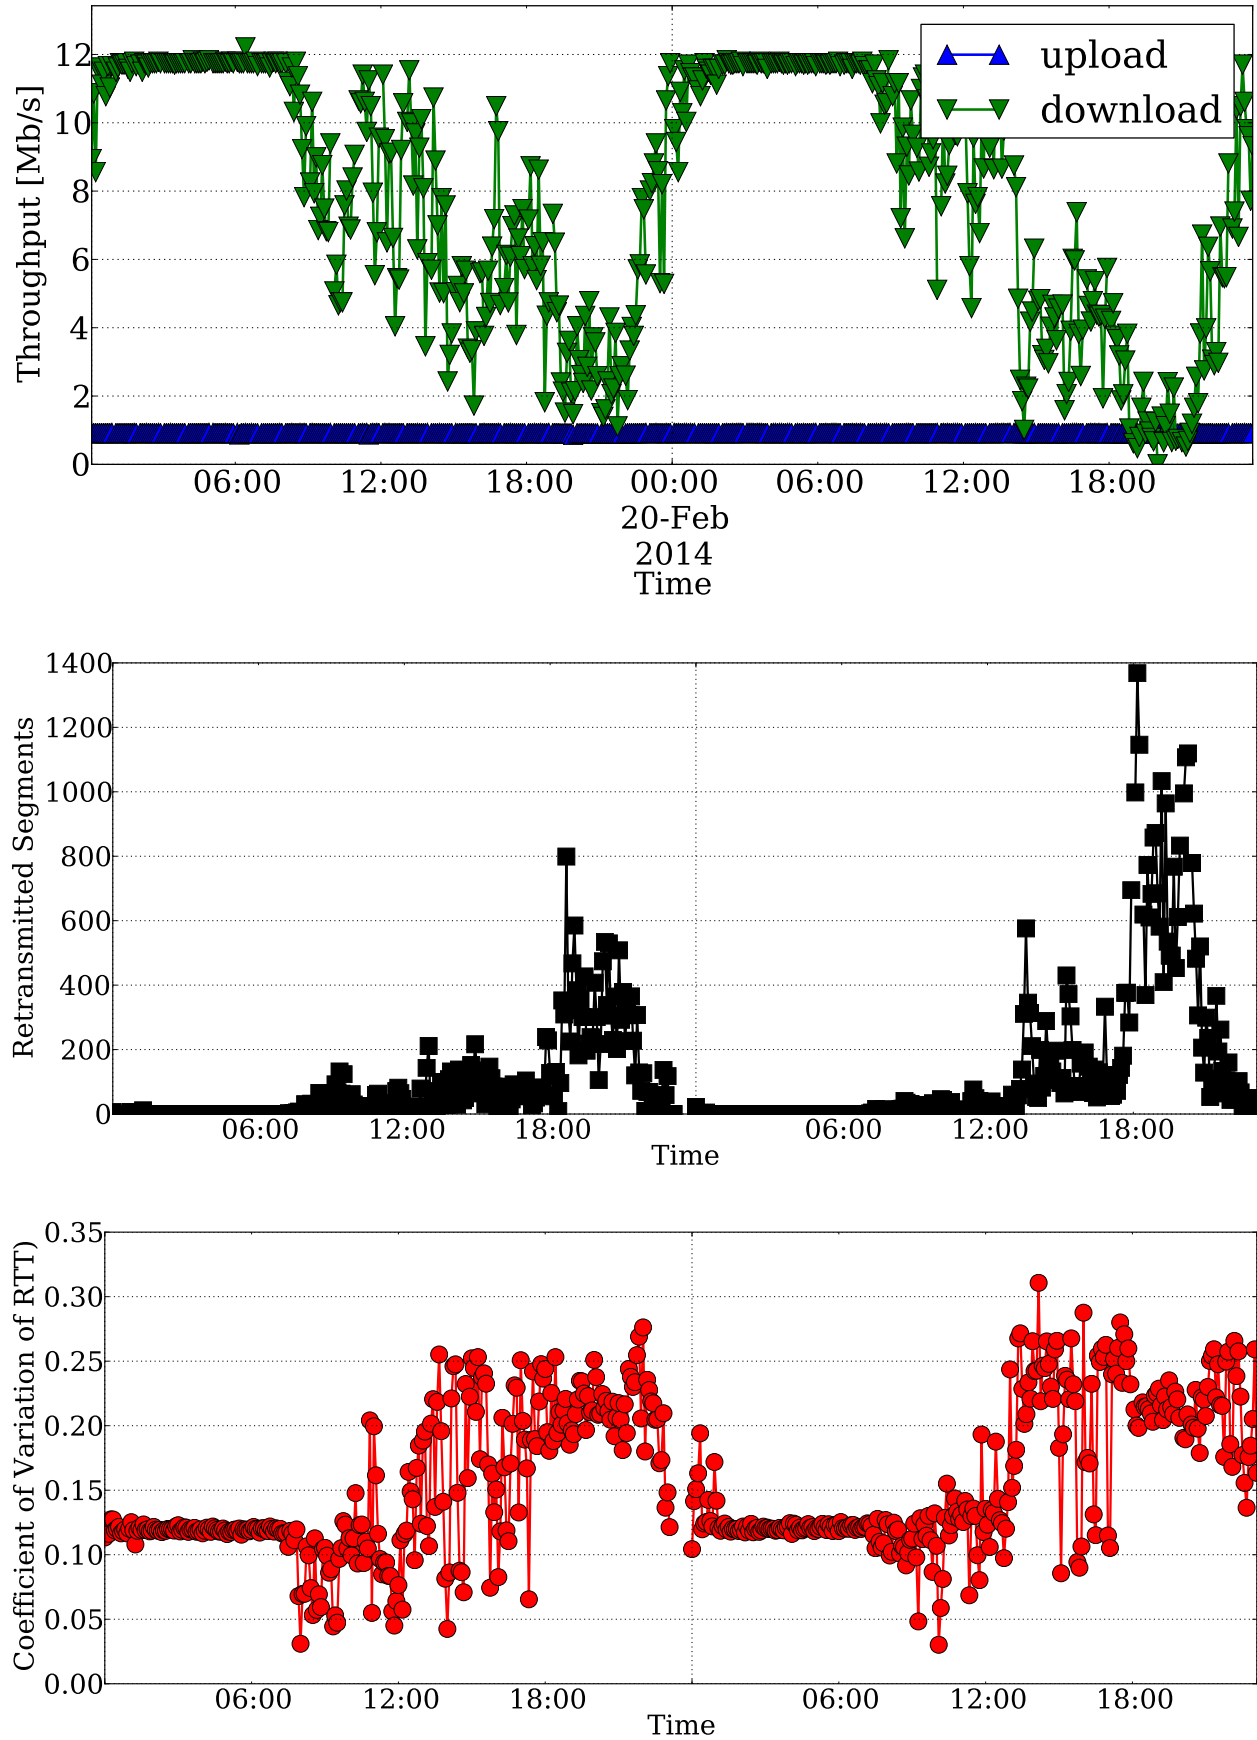 Throughput [Mb/s]
12
10
8
6
4
2
0
upload
download
06:00 12:00 18:00 00:00 06:00 12:00 18:00
20-Feb
2014
Time
Retransmitted Segments
1400
1200
1000
800
600
400
200
0
06:00 12:00 18:00 06:00 12:00 18:00
Time
Coefficient of Variation of RTT)
0.35
0.30
0.25
0.20
0.15
0.10
0.05
0.00
06:00 12:00 18:00 06:00 12:00 18:00
Time